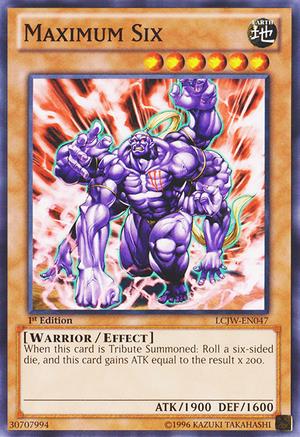 MAXIMUM SIX
EARTH
地
1st Edition
LCJW-EN047
[WARRIOR / EFFECT]
When this card is Tribute Summoned: Roll a six-sided
die, and this card gains ATK equal to the result x 200.
ATK/1900 DEF/1600
30707994
©1996 KAZUKI TAKAHASHI